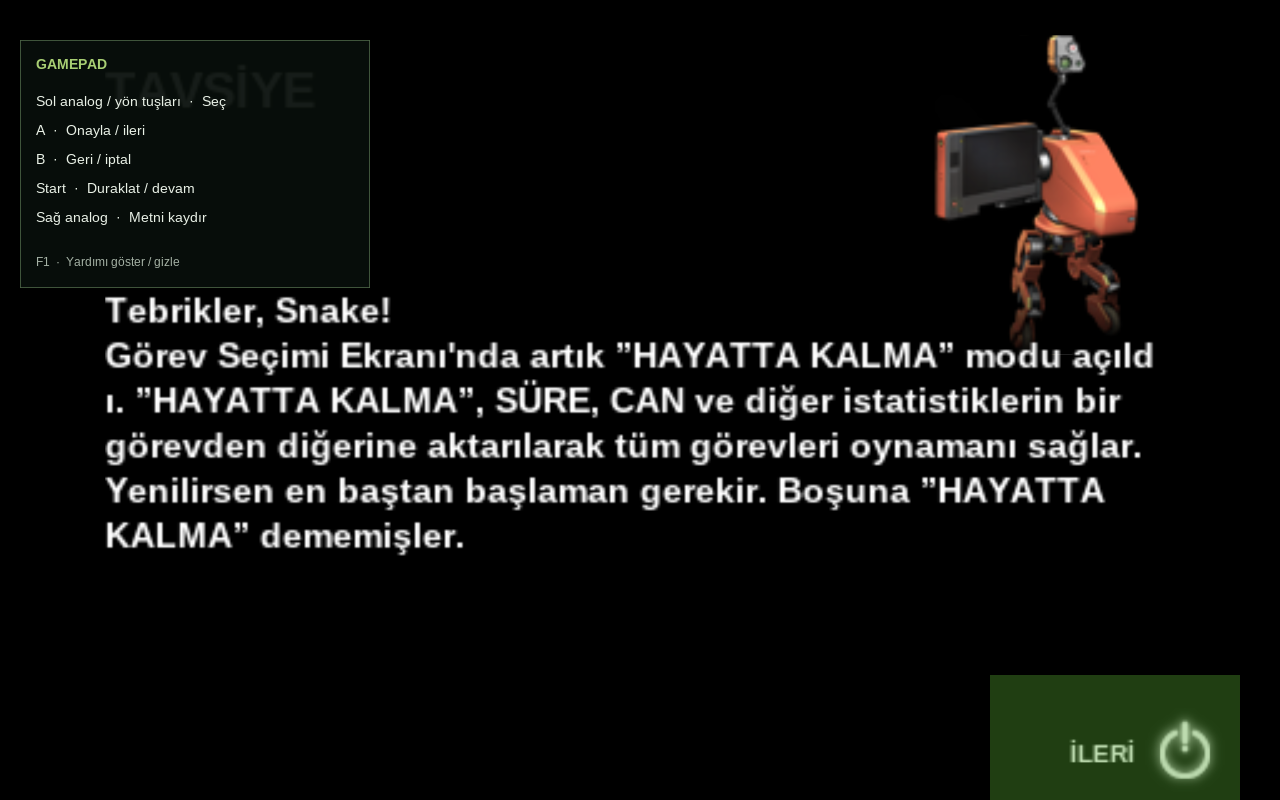 GAMEPAD
TAVSİYE
Sol analog / yön tuşları · Seç
A · Onayla / ileri
B · Geri / iptal
Start · Duraklat / devam
Sağ analog · Metni kaydır
F1 · Yardımı göster / gizle
Tebrikler, Snake!
Görev Seçimi Ekranı'nda artık ”HAYATTA KALMA” modu açıld
ı. ”HAYATTA KALMA”, SÜRE, CAN ve diğer istatistiklerin bir
görevden diğerine aktarılarak tüm görevleri oynamanı sağlar.
Yenilirsen en baştan başlaman gerekir. Boşuna ”HAYATTA
KALMA” dememişler.
İLERİ